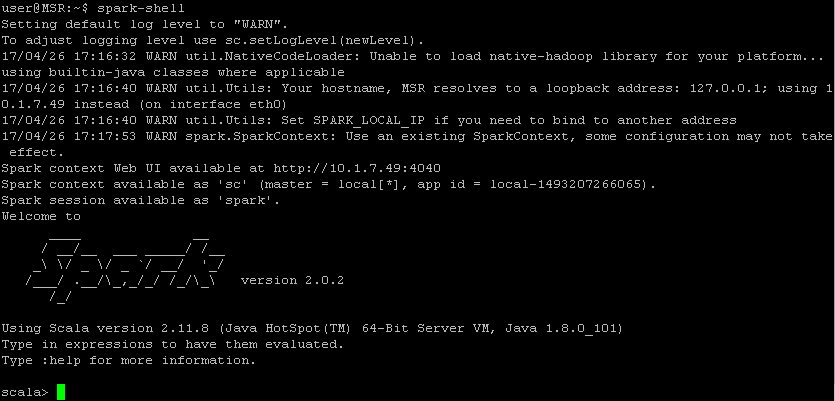 user@MSR:~$ spark-shell
Setting default log level to "WARN".
To adjust logging level use sc.setLogLevel(newLevel).
17/04/26 17:16:32 WARN util.NativeCodeLoader: Unable to load native-hadoop library for your platform...
using builtin-java classes where applicable
17/04/26 17:16:40 WARN util.Utils: Your hostname, MSR resolves to a loopback address: 127.0.0.1; using 1
0.1.7.49 instead (on interface eth0)
17/04/26 17:16:40 WARN util.Utils: Set SPARK_LOCAL_IP if you need to bind to another address
17/04/26 17:17:53 WARN spark.SparkContext: Use an existing SparkContext, some configuration may not take
 effect.
Spark context Web UI available at http://10.1.7.49:4040
Spark context available as 'sc' (master = local[*], app id = local-1493207266065).
Spark session available as 'spark'.
Welcome to
      ____              __
     / __/__  ___ _____/ /__
    _\ \/ _ \/ _ `/ __/  '_/
   /___/ .__/\_,_/_/ /_/\_\   version 2.0.2
      /_/
Using Scala version 2.11.8 (Java HotSpot(TM) 64-Bit Server VM, Java 1.8.0_101)
Type in expressions to have them evaluated.
Type :help for more information.
scala>